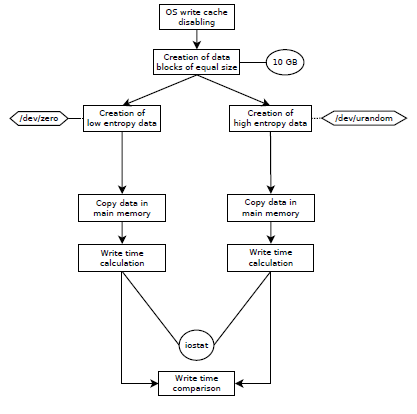 OS write cache
disabling
Creation of data
blocks of equal size
10 GB
/dev/zero
Creation of
low entropy data
Creation of
high entropy data
/dev/urandom
Copy data in
main memory
Copy data in
main memory
Write time
calculation
Write time
calculation
iostat
Write time
comparison